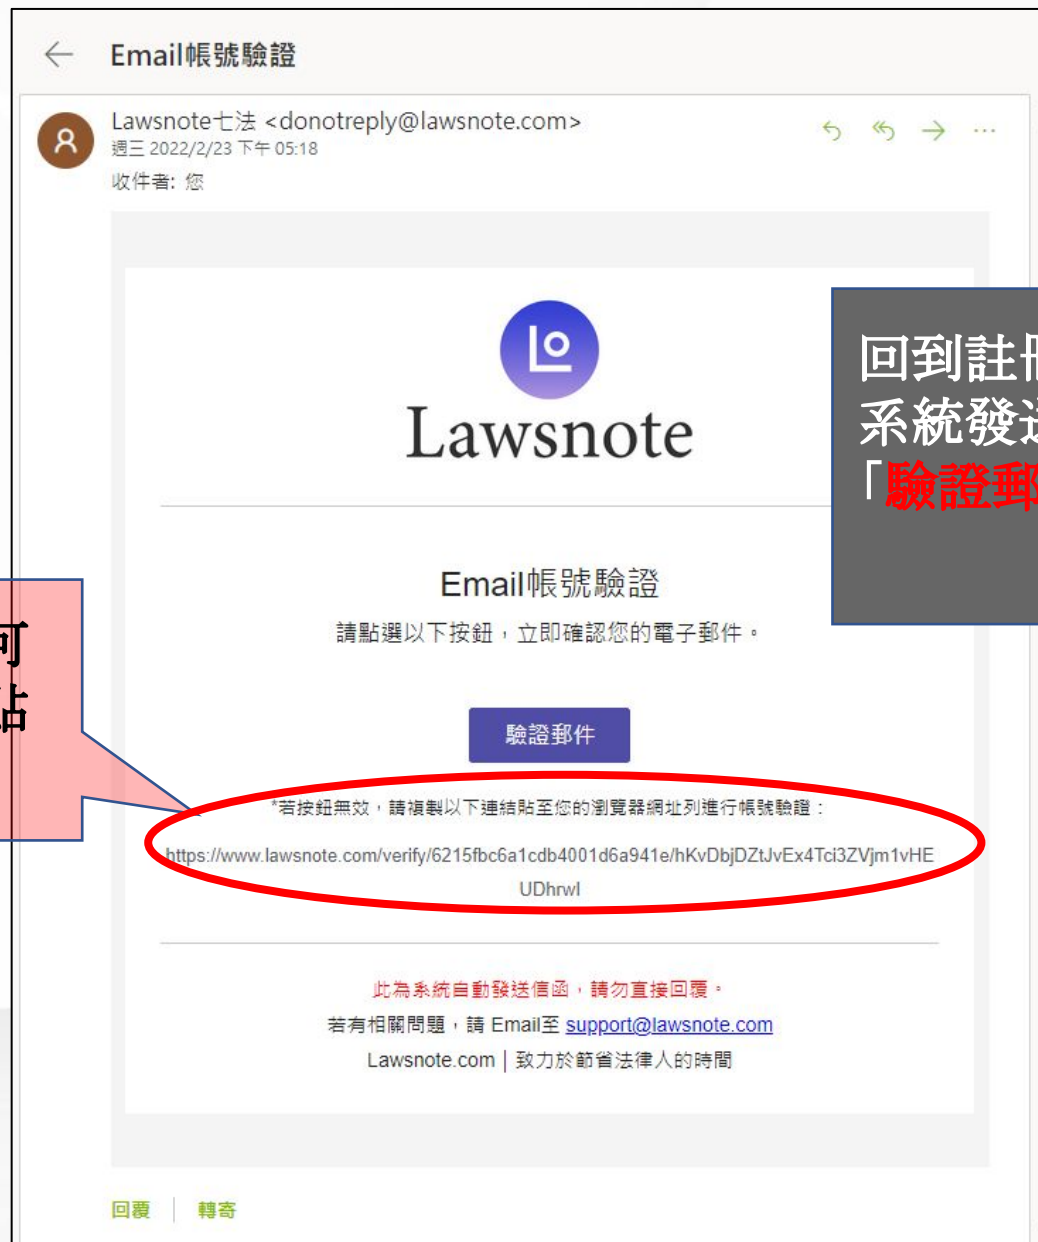 Email帳號驗證
Lawsnote七法 <donotreply@lawsnote.com>
週三 2022/2/23 下午 05:18
收件者: 您
Lawsnote
回到註冊
系統發送
「驗證郵
Email帳號驗證
請點選以下按鈕，立即確認您的電子郵件。
可
點
驗證郵件
*若按鈕無效，請複製以下連結貼至您的瀏覽器網址列進行帳號驗證：
https://www.lawsnote.com/verify/6215fbc6a1cdb4001d6a941e/hKvDbjDZtJvEx4Tci3ZVjm1vHE
UDhrwI
此為系統自動發送信函，請勿直接回覆。
若有相關問題，請 Email至 support@lawsnote.com
Lawsnote.com | 致力於節省法律人的時間
回覆 | 轉寄